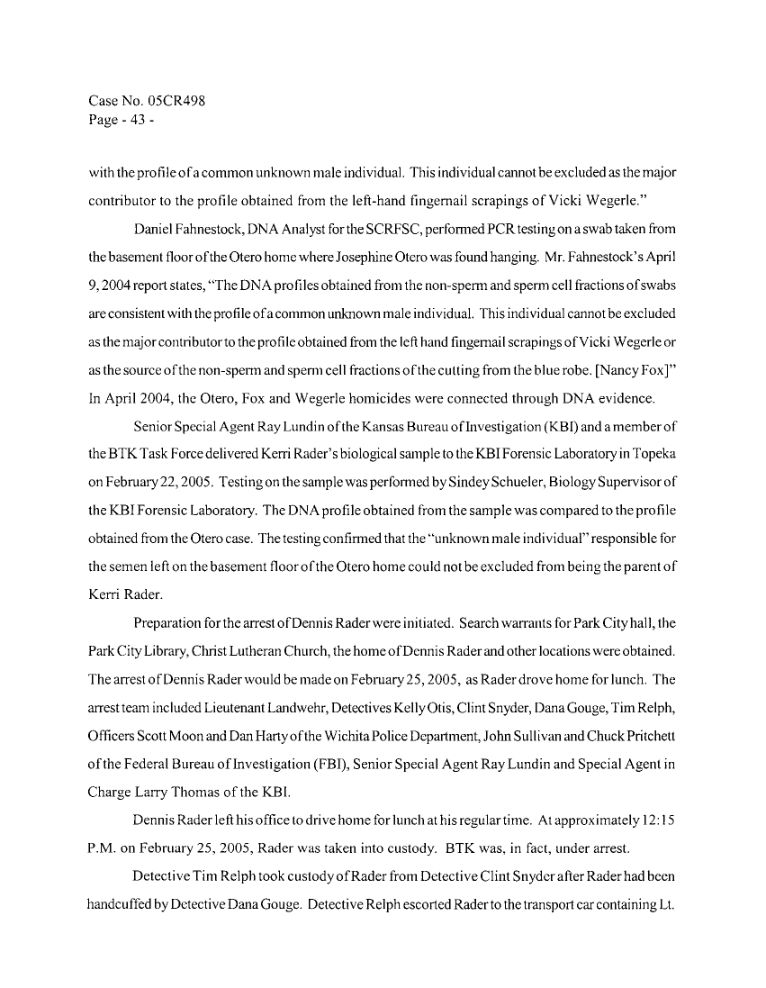 Case No. 05CR498
Page - 43 -
with the profile of a common unknown male individual. This individual cannot be excluded as the major
contributor to the profile obtained from the left-hand fingernail scrapings of Vicki Wegerle.”
Daniel Fahnestock, DNA Analyst for the SCRFSC, performed PCR testing on a swab taken from
the basement floor of the Otero home where Josephine Otero was found hanging. Mr. Fahnestock’s April
9, 2004 report states, “The DNA profiles obtained from the non-sperm and sperm cell fractions of swabs
are consistent with the profile of a common unknown male individual. This individual cannot be excluded
as the major contributor to the profile obtained from the left hand fingernail scrapings of Vicki Wegerle or
as the source of the non-sperm and sperm cell fractions of the cutting from the blue robe. [Nancy Fox]”
In April 2004, the Otero, Fox and Wegerle homicides were connected through DNA evidence.
Senior Special Agent Ray Lundin of the Kansas Bureau of Investigation (KBI) and a member of
the BTK Task Force delivered Kerri Rader’s biological sample to the KBI Forensic Laboratory in Topeka
on February 22, 2005. Testing on the sample was performed by Sindey Schueler, Biology Supervisor of
the KBI Forensic Laboratory. The DNA profile obtained from the sample was compared to the profile
obtained from the Otero case. The testing confirmed that the “unknown male individual” responsible for
the semen left on the basement floor of the Otero home could not be excluded from being the parent of
Kerri Rader.
Preparation for the arrest of Dennis Rader were initiated. Search warrants for Park City hall, the
Park City Library, Christ Lutheran Church, the home of Dennis Rader and other locations were obtained.
The arrest of Dennis Rader would be made on February 25, 2005, as Rader drove home for lunch. The
arrest team included Lieutenant Landwehr, Detectives Kelly Otis, Clint Snyder, Dana Gouge, Tim Relph,
Officers Scott Moon and Dan Harty of the Wichita Police Department, John Sullivan and Chuck Pritchett
of the Federal Bureau of Investigation (FBI), Senior Special Agent Ray Lundin and Special Agent in
Charge Larry Thomas of the KBI.
Dennis Rader left his office to drive home for lunch at his regular time. At approximately 12:15
P.M. on February 25, 2005, Rader was taken into custody. BTK was, in fact, under arrest.
Detective Tim Relph took custody of Rader from Detective Clint Snyder after Rader had been
handcuffed by Detective Dana Gouge. Detective Relph escorted Rader to the transport car containing Lt.